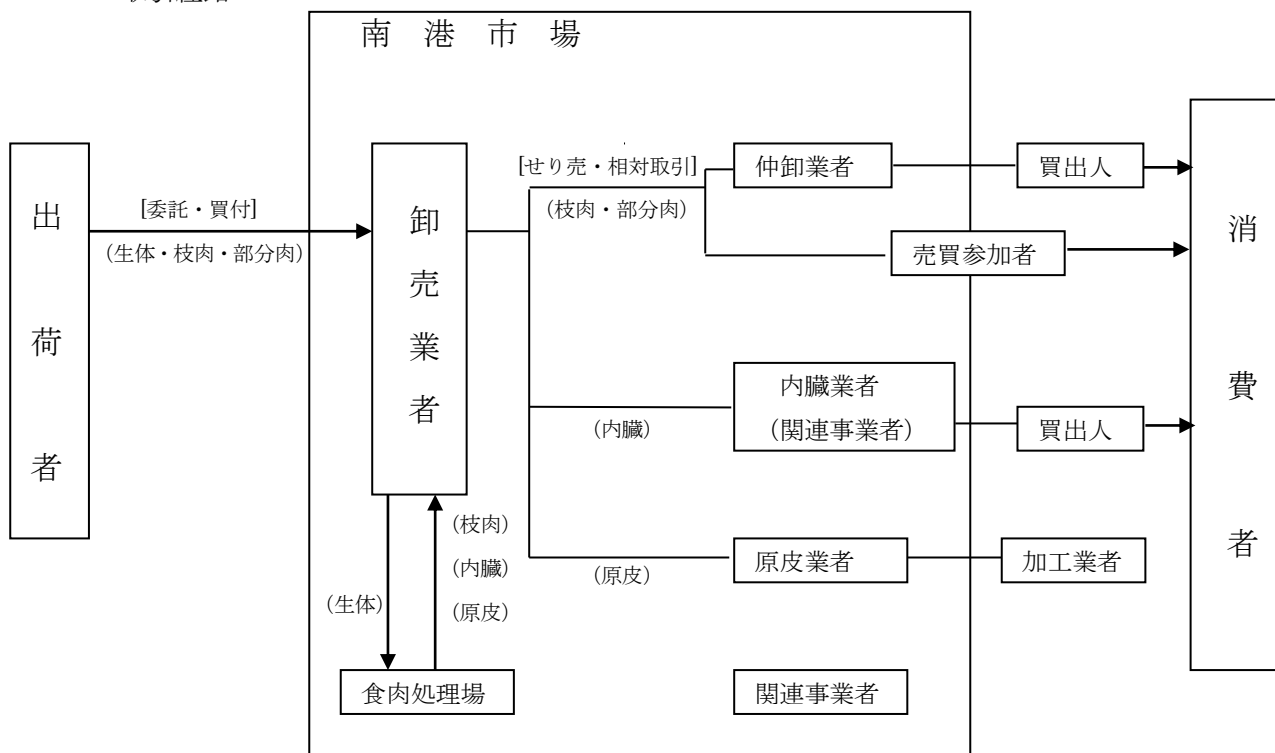 南港市場
出荷者
[委託・買付]
(生体・枝肉・部分肉)
卸売業者
[せり売・相対取引]
(枝肉・部分肉)
仲卸業者
買出人
売買参加者
消費者
内臓業者
(関連事業者)
(内臓)
買出人
原皮業者
(原皮)
加工業者
(枝肉)
(内臓)
(原皮)
(生体)
食肉処理場
関連事業者